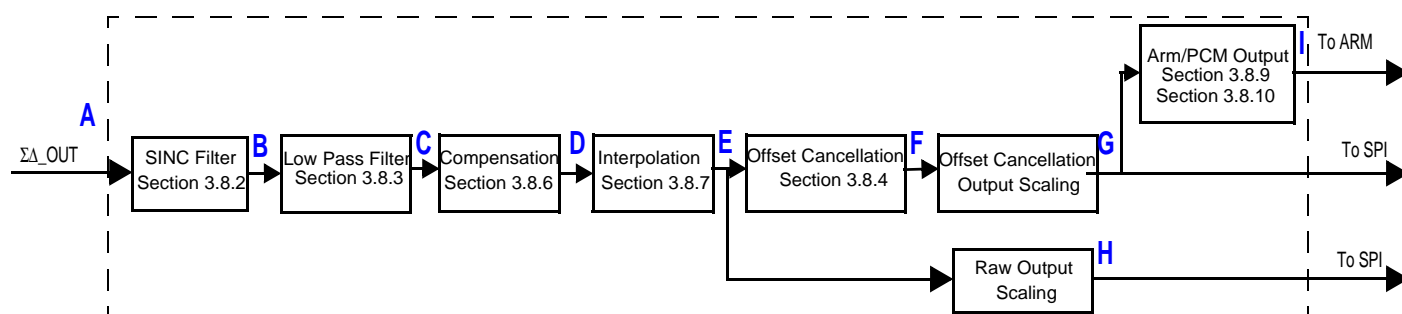 Arm/PCM Output
Section 3.8.9
Section 3.8.10
I
To ARM
A
ΣΔ_OUT
SINC Filter
Section 3.8.2
B
Low Pass Filter
Section 3.8.3
C
Compensation
Section 3.8.6
D
Interpolation
Section 3.8.7
E
Offset Cancellation
Section 3.8.4
F
Offset Cancellation
Output Scaling
G
To SPI
Raw Output
Scaling
H
To SPI